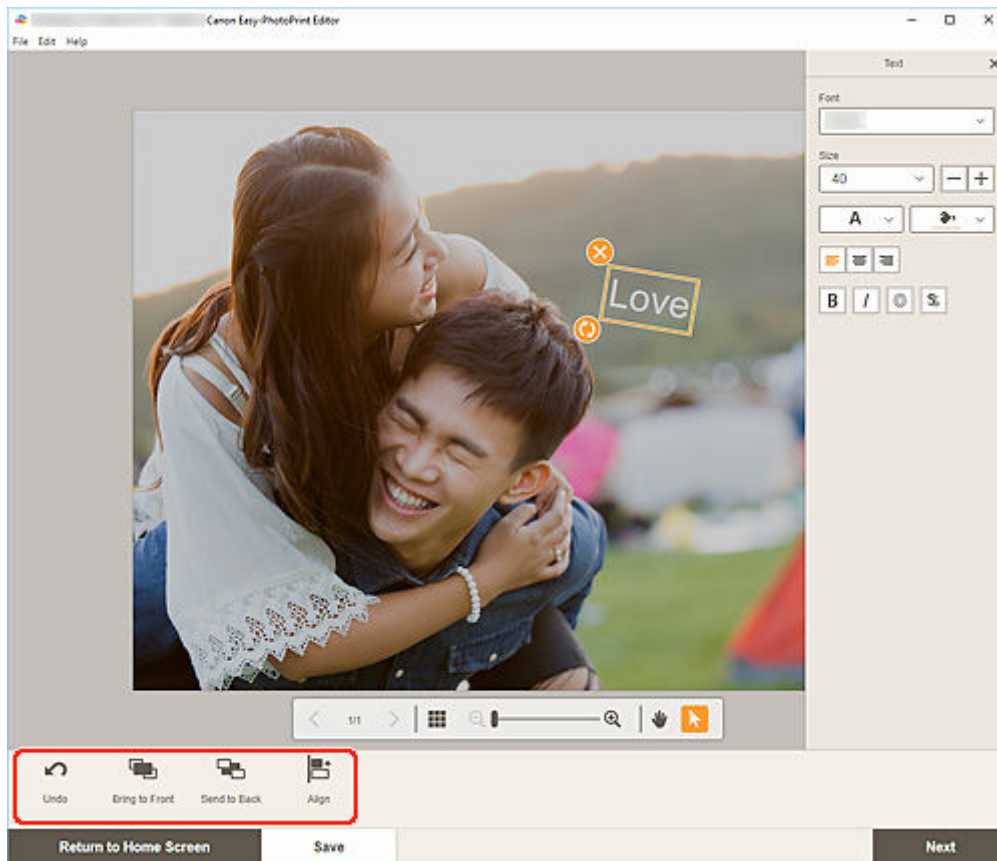 Canon Easy-PhotoPrint Editor
File Edit Help
Text
Font
Size
40
A
B I S
Love
1/1
Undo Bring to Front Send to Back Align
Return to Home Screen Save Next